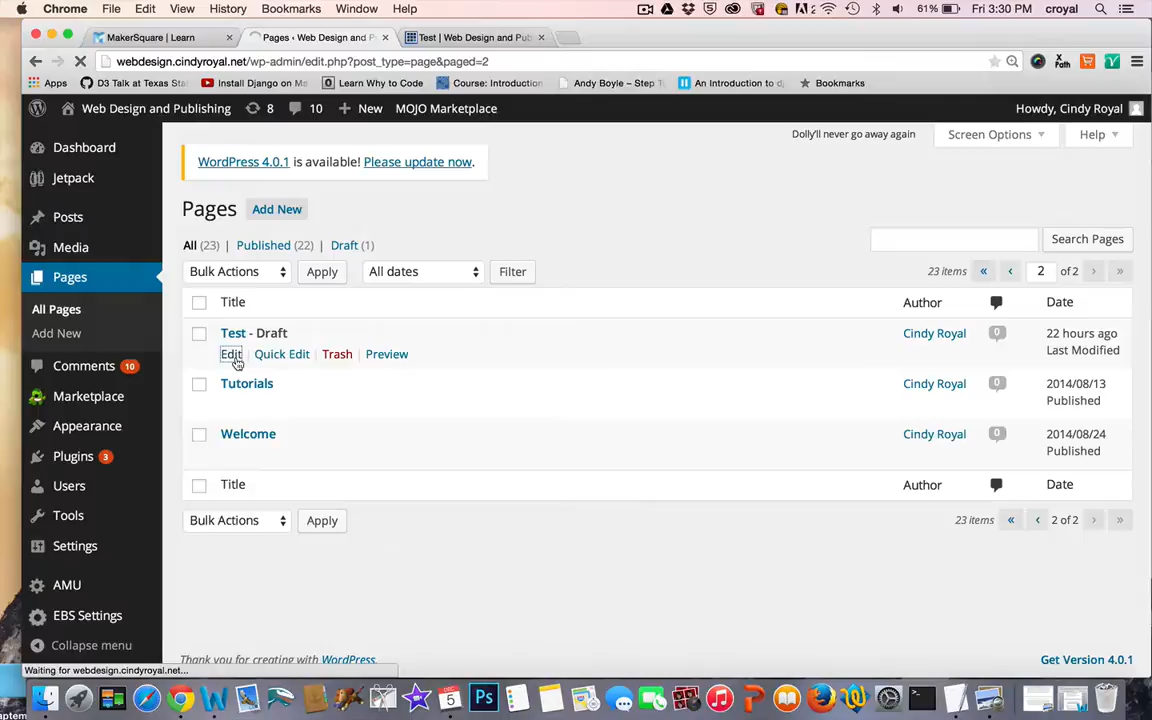 Chrome File Edit View History Bookmarks Window Help 61% Fri 3:30 PM croyal
MakerSquare | Learn Pages ‹ Web Design and P Test | Web Design and Pub
webdesign.cindyroyal.net/wp-admin/edit.php?post_type=page&paged=2
Apps D3 Talk at Texas Sta Install Django on Ma Learn Why to Code Course: Introduction Andy Boyle – Step T An Introduction to dj Bookmarks
Web Design and Publishing 8 10 + New MOJO Marketplace Howdy, Cindy Royal
Dolly'll never go away again Screen Options Help
Dashboard
Jetpack
Posts
Media
Pages
All Pages
Add New
Comments 10
Marketplace
Appearance
Plugins 3
Users
Tools
Settings
AMU
EBS Settings
Collapse menu
WordPress 4.0.1 is available! Please update now.
Pages Add New
All (23) | Published (22) | Draft (1)
Search Pages
Bulk Actions Apply All dates Filter 23 items « ‹ 2 of 2 › »
Title Author Date
Test - Draft Cindy Royal 0 22 hours ago
Last Modified
Edit | Quick Edit | Trash | Preview
Tutorials Cindy Royal 0 2014/08/13
Published
Welcome Cindy Royal 0 2014/08/24
Published
Title Author Date
Bulk Actions Apply 23 items « ‹ 2 of 2 › »
Thank you for creating with WordPress. Get Version 4.0.1
Waiting for webdesign.cindyroyal.net...